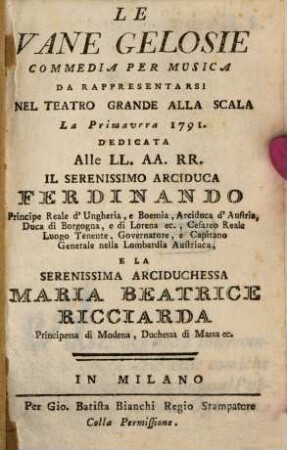 LE
VANE GELOSIE
COMMEDIA PER MUSICA
DA RAPPRESENTARSI
NEL TEATRO GRANDE ALLA SCALA
La Primavera 1791.
DEDICATA
Alle LL. AA. RR.
IL SERENISSIMO ARCIDUCA
FERDINANDO
Principe Reale d' Ungheria, e Boemia, Arciduca d' Austria,
Duca di Borgogna, e di Lorena ec., Cesareo Reale
Luogo Tenente, Governatore, e Capitano
Generale nella Lombardia Austriaca,
E LA
SERENISSIMA ARCIDUCHESSA
MARIA BEATRICE
RICCIARDA
Principessa di Modena, Duchessa di Massa ec.
IN MILANO
Per Gio. Batista Bianchi Regio Stampatore
Colla Permissione.